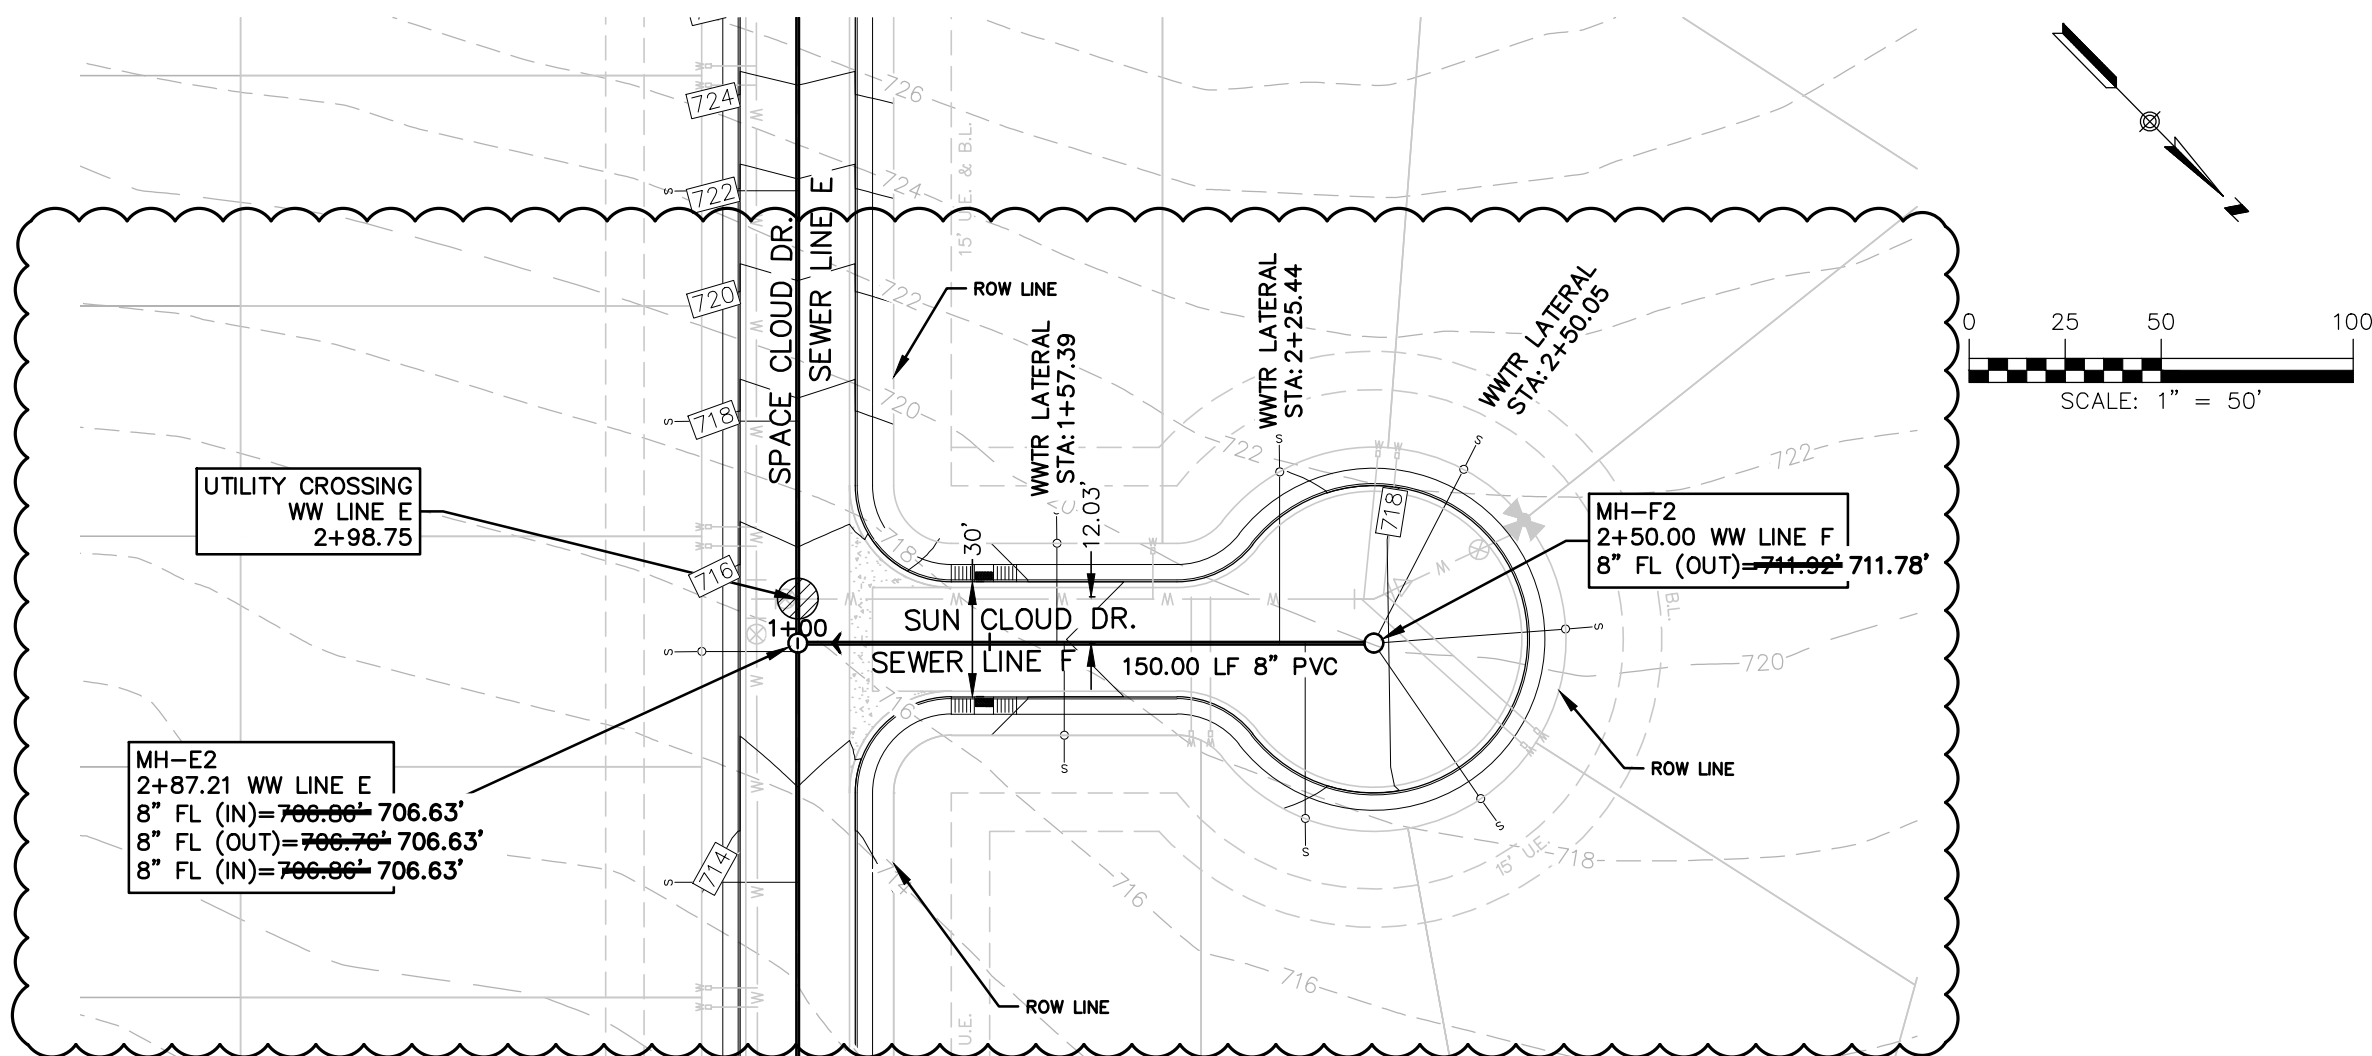 724
722
720
718
716
714
726
724
722
720
718
15' U.E. & B.L.
SPACE CLOUD DR.
SEWER LINE E
ROW LINE
WWTR LATERAL
STA: 1+57.39
WWTR LATERAL
STA: 2+25.44
WWTR LATERAL
STA: 2+50.05
0 25 50 100
SCALE: 1" = 50'
N
UTILITY CROSSING
WW LINE E
2+98.75
30'
12.03'
722
718
722
MH-F2
2+50.00 WW LINE F
8" FL (OUT)=711.92' 711.78'
1+00
SUN CLOUD DR.
SEWER LINE F
150.00 LF 8" PVC
B.L.
720
16
ROW LINE
MH-E2
2+87.21 WW LINE E
8" FL (IN)=706.86' 706.63'
8" FL (OUT)=706.76' 706.63'
8" FL (IN)=706.86' 706.63'
15' U.E.
718
714
716
716
ROW LINE
U.E.
S
S
S
S
S
S
S
S
S
S
S
W
W
W
W
W